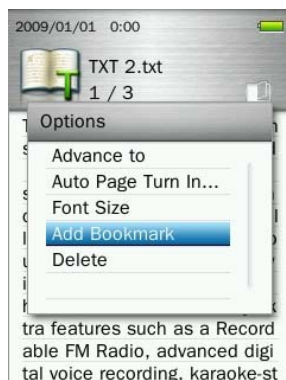 2009/01/01 0:00
TXT 2.txt
1 / 3
Options
Advance to
Auto Page Turn In...
Font Size
Add Bookmark
Delete
tra features such as a Record
able FM Radio, advanced digi
tal voice recording, karaoke-st